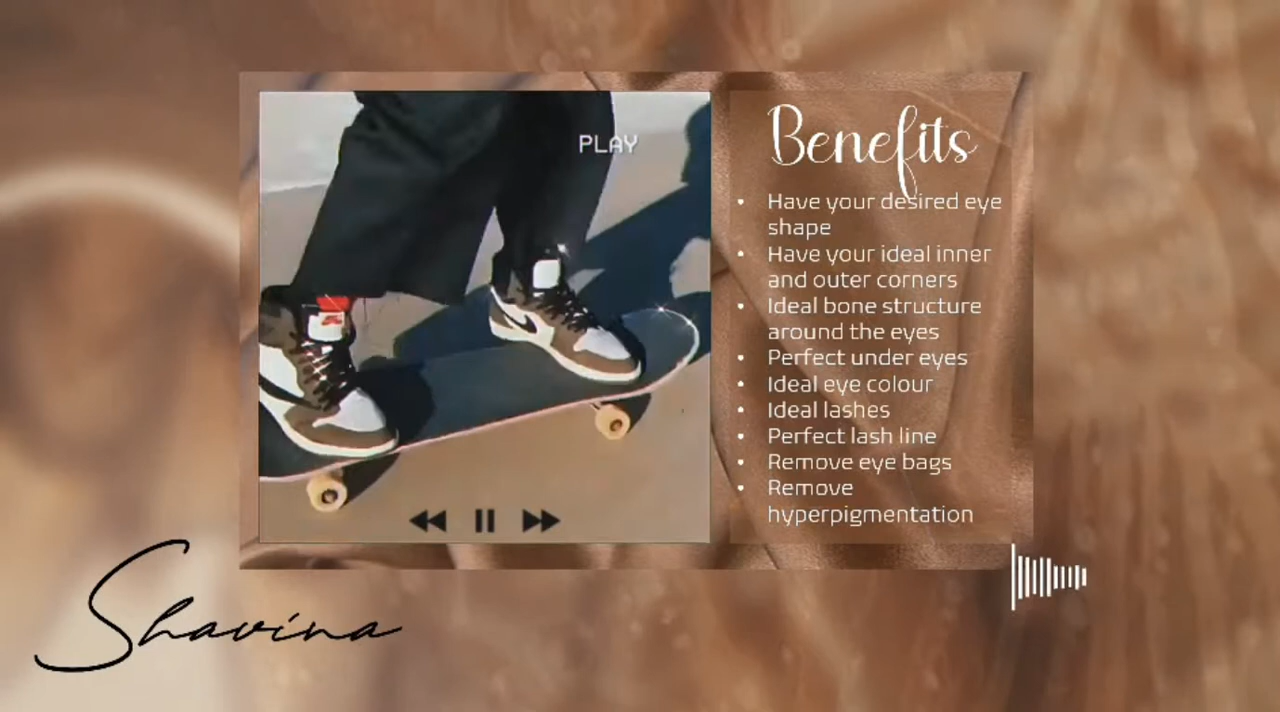 PLAY
Benefits
• Have your desired eye
shape
• Have your ideal inner
and outer corners
• Ideal bone structure
around the eyes
• Perfect under eyes
• Ideal eye colour
• Ideal lashes
• Perfect lash line
• Remove eye bags
• Remove
hyperpigmentation
Shavina